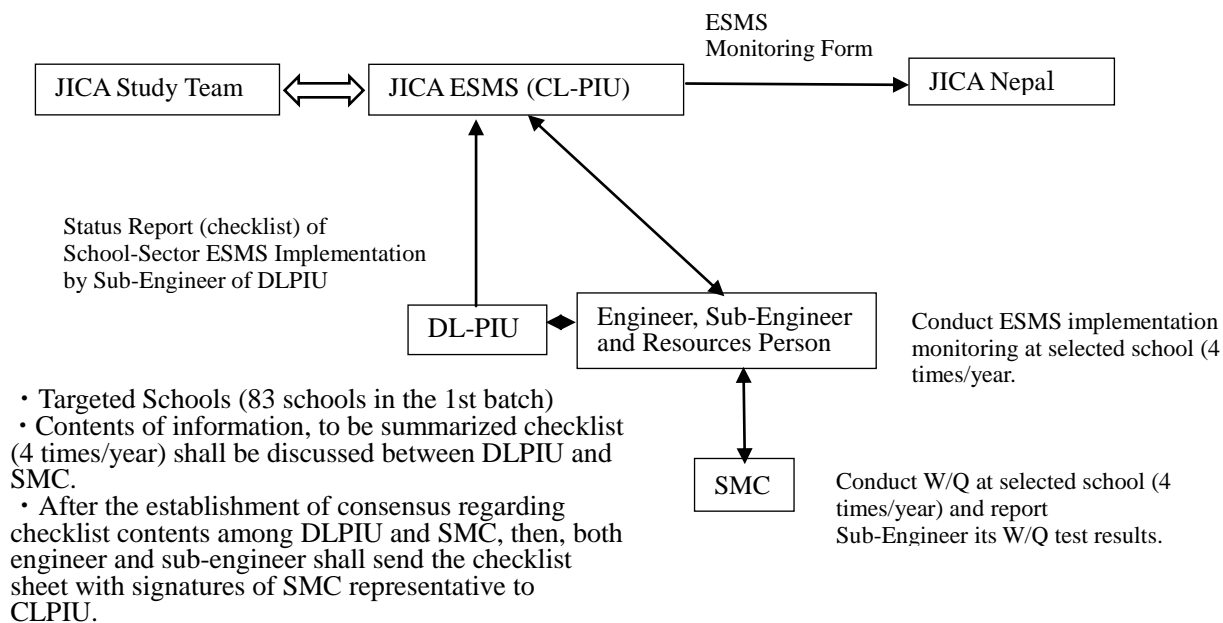 ESMS
Monitoring Form
JICA Study Team
JICA ESMS (CL-PIU)
JICA Nepal
Status Report (checklist) of
School-Sector ESMS Implementation
by Sub-Engineer of DLPIU
DL-PIU
Engineer, Sub-Engineer
and Resources Person
Conduct ESMS implementation
monitoring at selected school (4
times/year.
・Targeted Schools (83 schools in the 1st batch)
・Contents of information, to be summarized checklist
(4 times/year) shall be discussed between DLPIU and
SMC.
・After the establishment of consensus regarding
checklist contents among DLPIU and SMC, then, both
engineer and sub-engineer shall send the checklist
sheet with signatures of SMC representative to
CLPIU.
SMC
Conduct W/Q at selected school (4
times/year) and report
Sub-Engineer its W/Q test results.